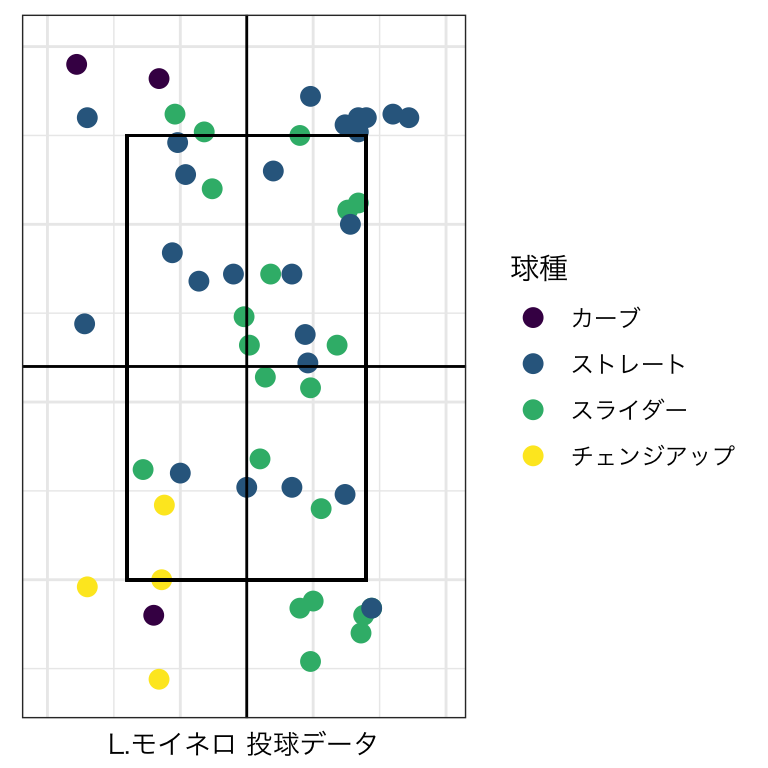 球種
カーブ
ストレート
スライダー
チェンジアップ
L.モイネロ 投球データ